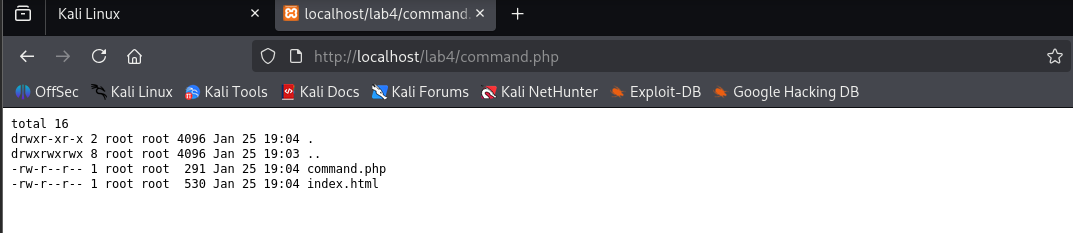 Kali Linux
localhost/lab4/command.
http://localhost/lab4/command.php
OffSec Kali Linux Kali Tools Kali Docs Kali Forums Kali NetHunter Exploit-DB Google Hacking DB
total 16
drwxr-xr-x 2 root root 4096 Jan 25 19:04 .
drwxrwxrwx 8 root root 4096 Jan 25 19:03 ..
-rw-r--r-- 1 root root  291 Jan 25 19:04 command.php
-rw-r--r-- 1 root root  530 Jan 25 19:04 index.html